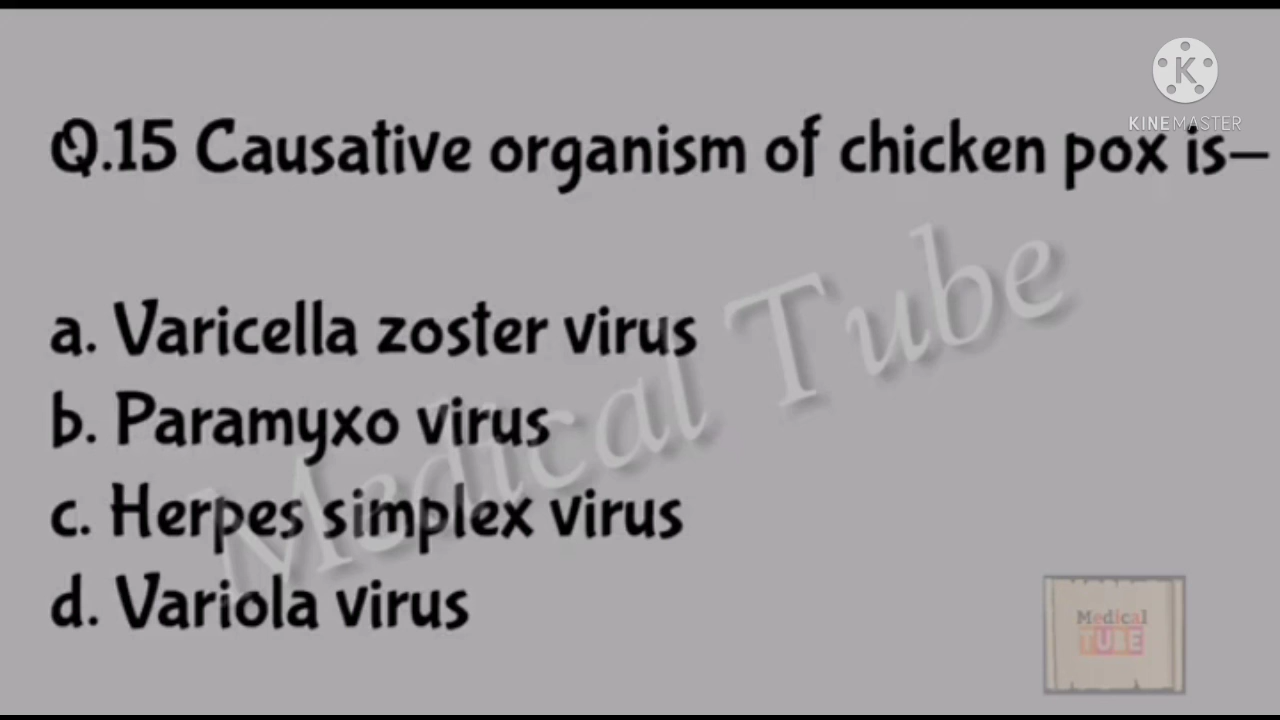 KINEMASTER
Q.15 Causative organism of chicken pox is–
a. Varicella zoster virus
b. Paramyxo virus
c. Herpes simplex virus
d. Variola virus
Medical Tube
Medical
TUBE